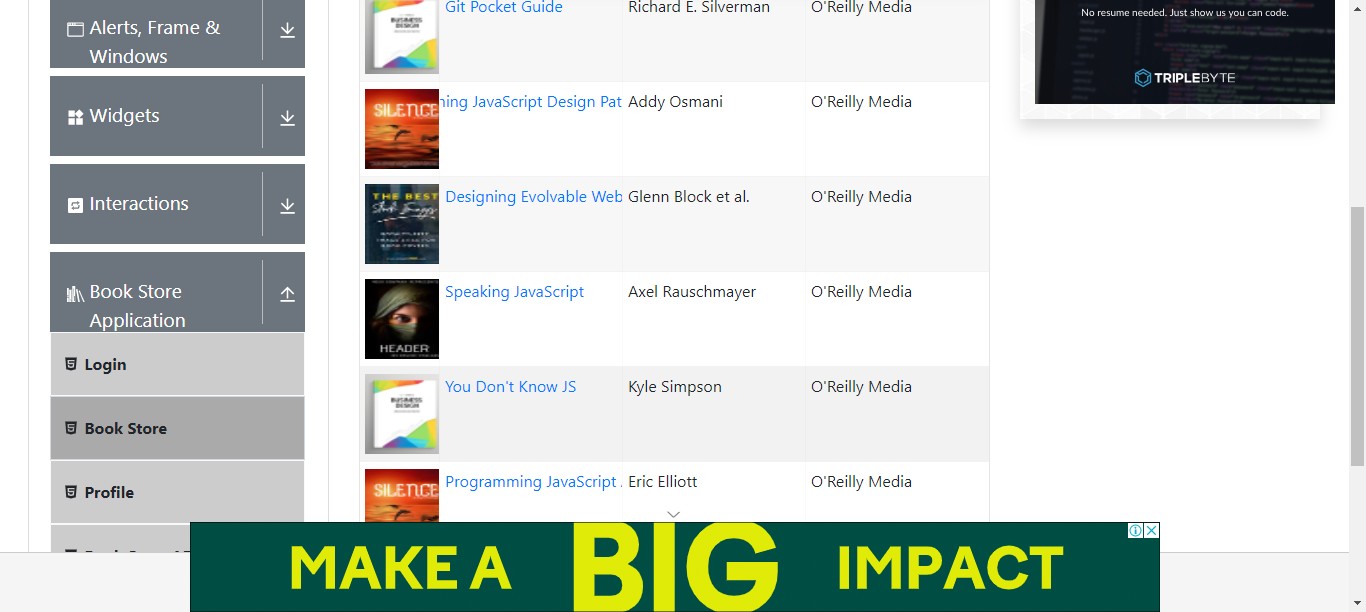 Alerts, Frame &
Windows
Widgets
Interactions
Book Store
Application
Login
Book Store
Profile
Git Pocket Guide Richard E. Silverman O'Reilly Media
SILENCE
ning JavaScript Design Pat Addy Osmani O'Reilly Media
THE BEST
Designing Evolvable Web Glenn Block et al. O'Reilly Media
Speaking JavaScript Axel Rauschmayer O'Reilly Media
HEADER
BUSINESS
DESIGN
You Don't Know JS Kyle Simpson O'Reilly Media
SILENCE
Programming JavaScript . Eric Elliott O'Reilly Media
No resume needed. Just show us you can code.
TRIPLEBYTE
MAKE A BIG IMPACT